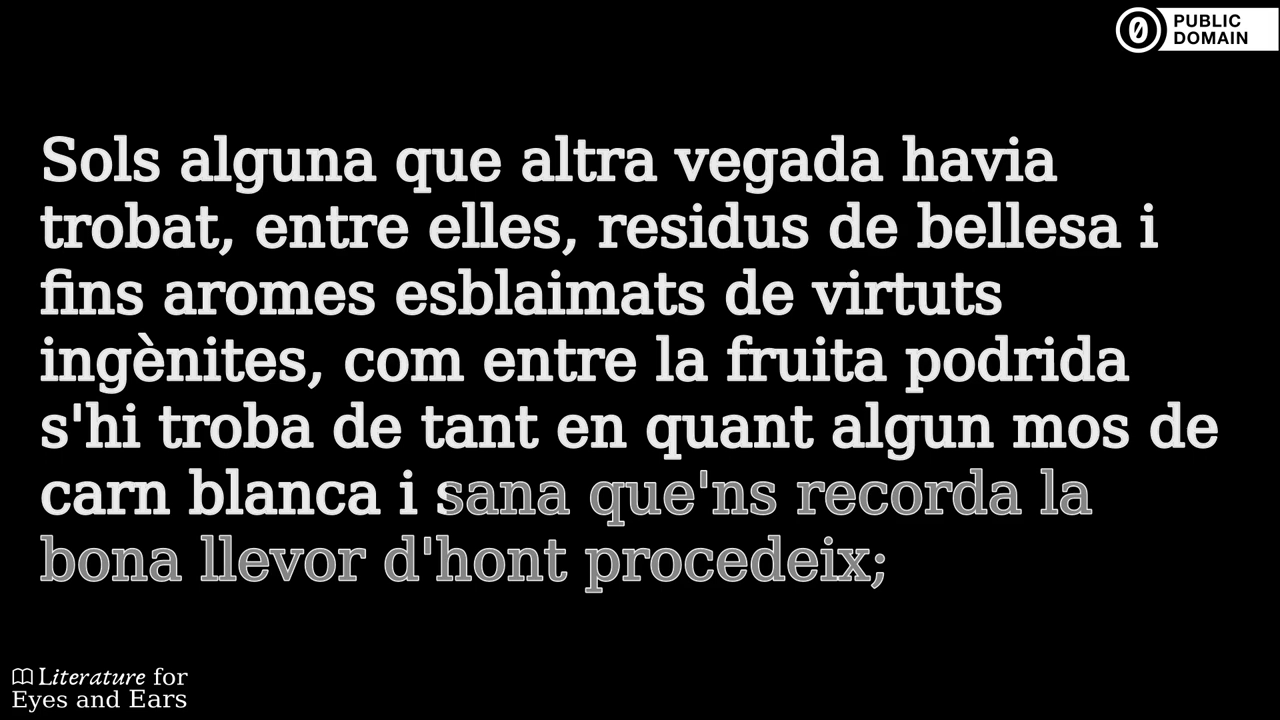 PUBLIC
DOMAIN
Sols alguna que altra vegada havia
trobat, entre elles, residus de bellesa i
fins aromes esblaimats de virtuts
ingènites, com entre la fruita podrida
s'hi troba de tant en quant algun mos de
carn blanca i sana que'ns recorda la
bona llevor d'hont procedeix;
Literature for
Eyes and Ears